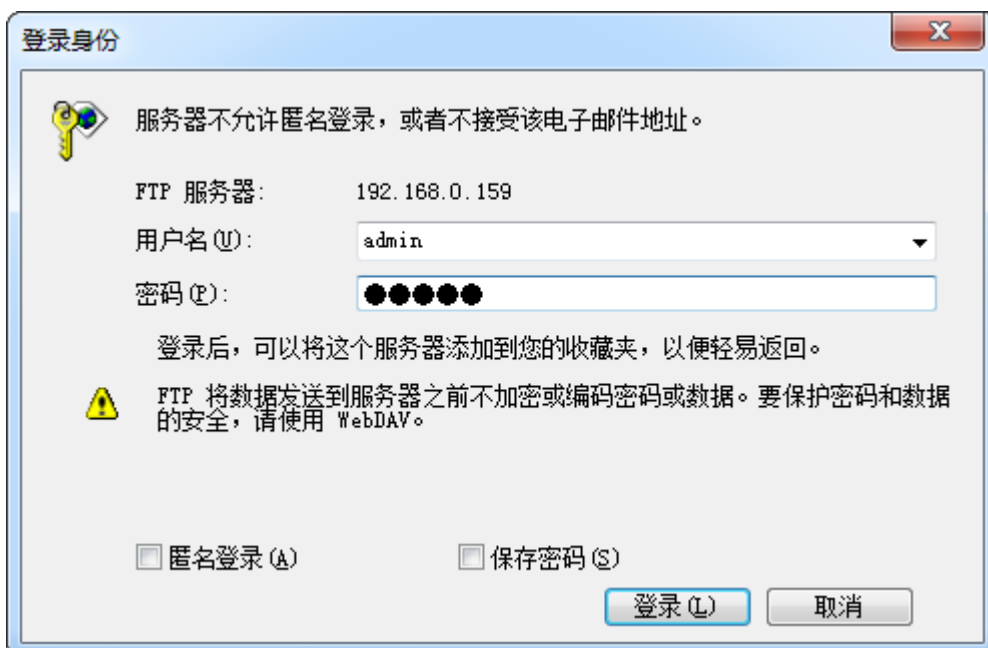 登录身份
服务器不允许匿名登录，或者不接受该电子邮件地址。
FTP 服务器: 192.168.0.159
用户名(U): admin
密码(P): ●●●●●
登录后，可以将这个服务器添加到您的收藏夹，以便轻易返回。
FTP 将数据发送到服务器之前不加密或编码密码或数据。要保护密码和数据
的安全，请使用 WebDAV。
匿名登录(A) 保存密码(S)
登录(L) 取消